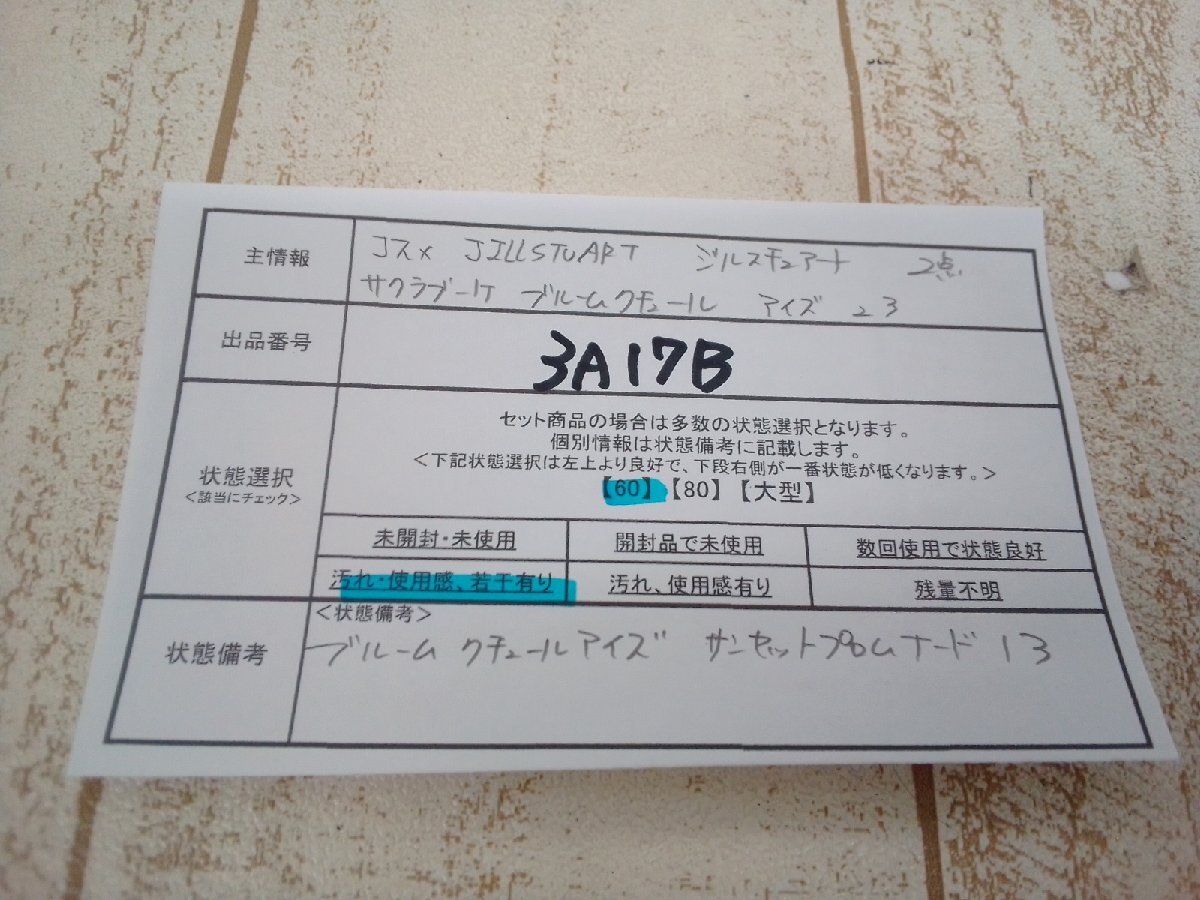 主情報
コスメ JILLSTUART ジルスチュアート 2点
サクラブーケ ブルームクチュール アイズ 23
出品番号
3A17B
状態選択
<該当にチェック>
セット商品の場合は多数の状態選択となります。
個別情報は状態備考に記載します。
<下記状態選択は左上より良好で、下段右側が一番状態が低くなります。>
【60】【80】【大型】
未開封・未使用 開封品で未使用 数回使用で状態良好
汚れ・使用感、若干有り 汚れ、使用感有り 残量不明
状態備考
<状態備考>
ブルーム クチュールアイズ サンセットプロムナード 13